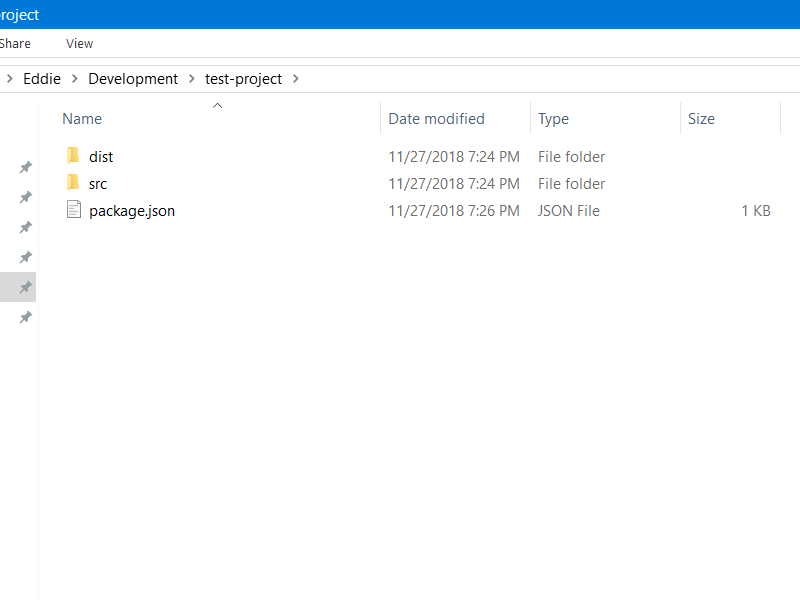 roject
Share View
Eddie Development test-project
Name Date modified Type Size
dist 11/27/2018 7:24 PM File folder
src 11/27/2018 7:24 PM File folder
package.json 11/27/2018 7:26 PM JSON File 1 KB